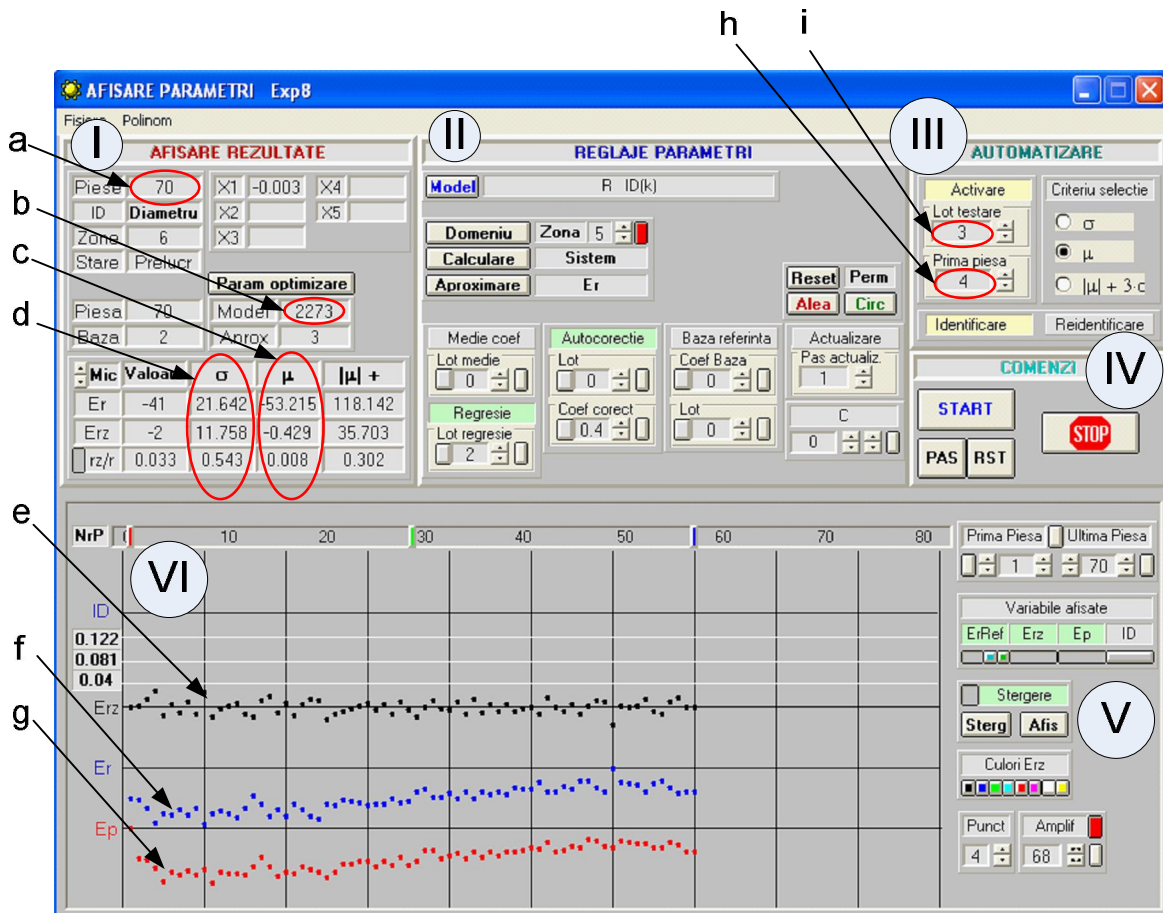 h
i
AFISARE PARAMETRI Exp8
Polinom
a
I
AFISARE REZULTATE
Piese 70 X1 -0.003 X4
ID Diametru X2 X5
Zone 6 X3
Stare Prelucr
Param optimizare
Piesa 70 Model 2273
Baza 2 Aprox 3
Mic σ μ |μ| +
Er -41 21.642 -53.215 118.142
Erz -2 11.758 -0.429 35.703
rz/r 0.033 0.543 0.008 0.302
b
c
d
II
REGLAJE PARAMETRI
Model R ID(k)
Domeniu Zona 5
Calculare Sistem
Aproximare Er
Reset Perm
Alea Circ
Medie coef Autocorectie Baza referinta Actualizare
Lot medie Lot Coef Baza Pas actualiz.
0 0 0 1
Regresie Coef corect Lot C
Lot regresie 0.4 0 0
2
III
AUTOMATIZARE
Activare Criteriu selectie
Lot testare σ
3 μ
Prima piesa |μ| + 3·
4
Identificare Reidentificare
IV
COMENZI
START STOP
PAS RST
e
f
g
NrP 10 20 30 40 50 60 70 80
VI
ID
0.122
0.081
0.04
Erz
Er
Ep
Prima Piesa Ultima Piesa
1 70
Variabile afisate
ErRef Erz Ep ID
Stergere
Sterg Afis
V
Culori Erz
Punct Amplif
4 68